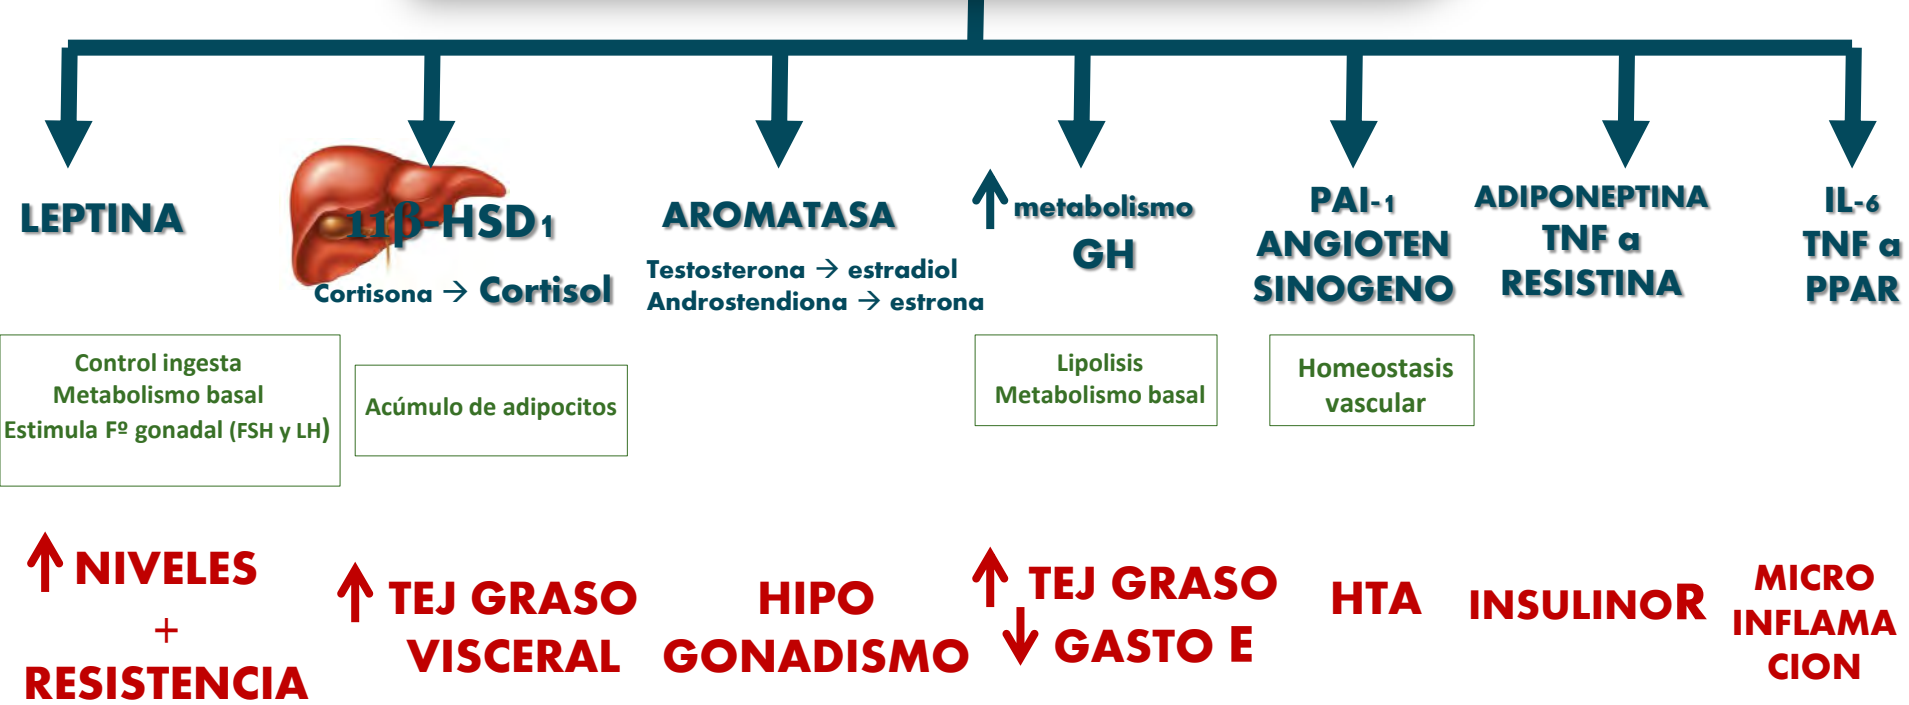 LEPTINA
11β-HSD1
Cortisona → Cortisol
AROMATASA
Testosterona → estradiol
Androstendiona → estrona
↑ metabolismo
GH
PAI-1
ANGIOTEN
SINOGENO
ADIPONEPTINA
TNF α
RESISTINA
IL-6
TNF α
PPAR
Control ingesta
Metabolismo basal
Estimula Fº gonadal (FSH y LH)
Acúmulo de adipocitos
Lipolisis
Metabolismo basal
Homeostasis
vascular
↑ NIVELES
+
RESISTENCIA
↑ TEJ GRASO
VISCERAL
HIPO
GONADISMO
↑ TEJ GRASO
↓ GASTO E
HTA
INSULINOR
MICRO
INFLAMA
CION